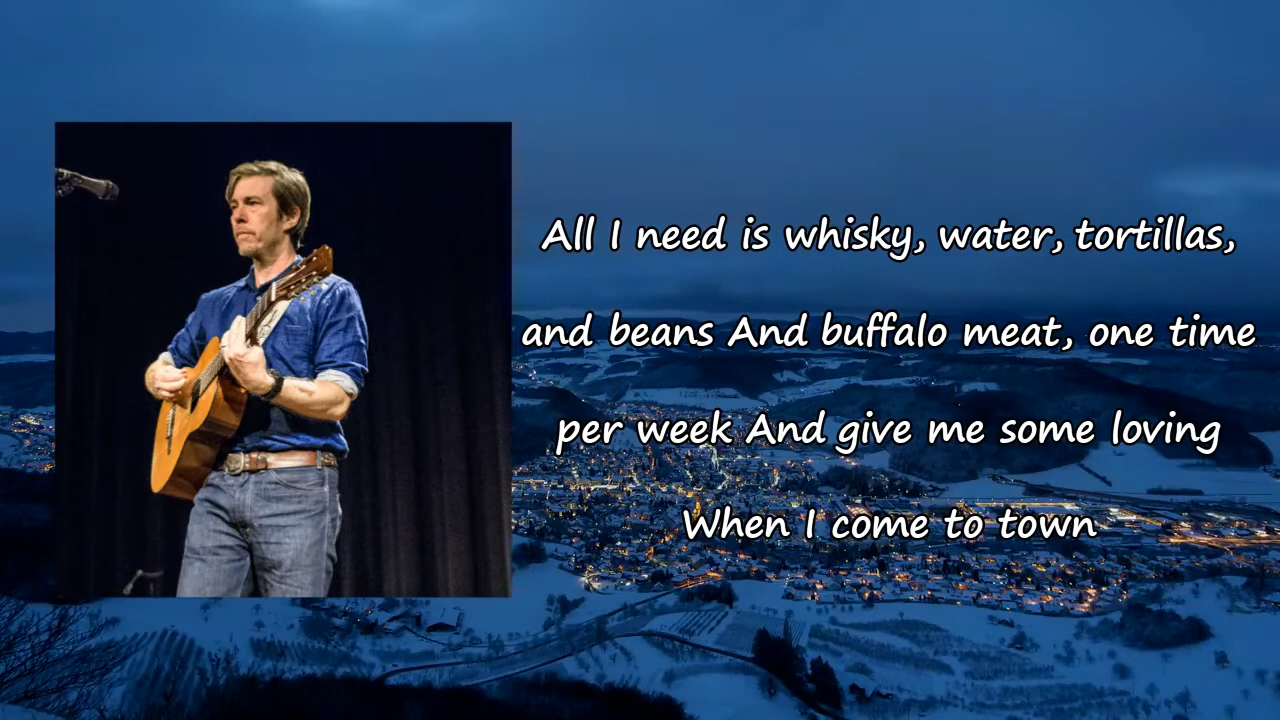 All I need is whisky, water, tortillas,
and beans And buffalo meat, one time
per week And give me some loving
When I come to town